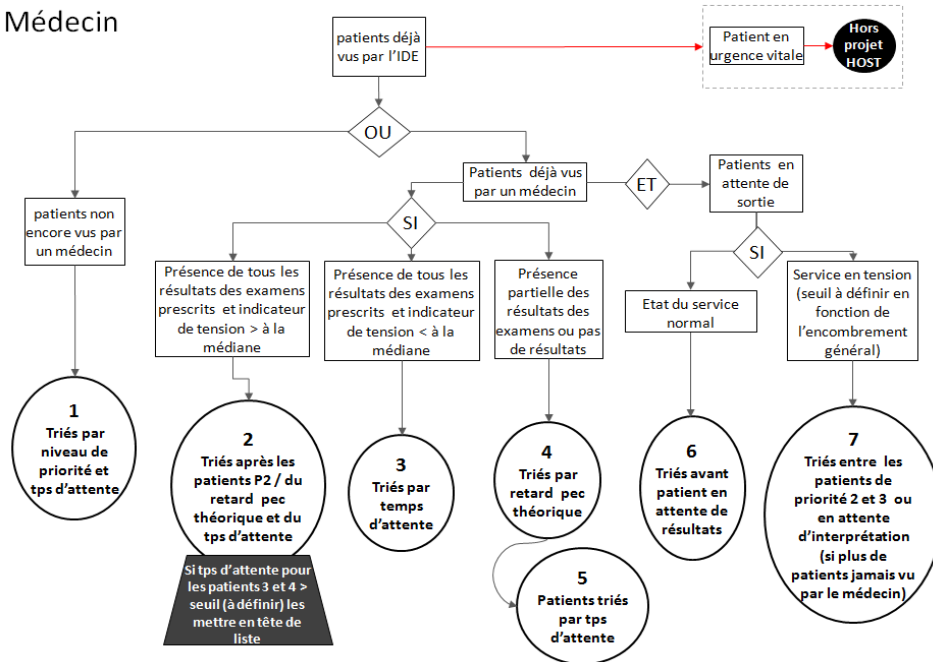 Médecin
patients déjà
vus par l'IDE
Patient en
urgence vitale
Hors
projet
HOST
OU
patients non
encore vus par
un médecin
Patients déjà vus
par un médecin
ET
Patients en
attente de
sortie
SI
SI
Présence de tous les
résultats des examens
prescrits et indicateur
de tension > à la
médiane
Présence de tous les
résultats des examens
prescrits et indicateur
de tension < à la
médiane
Présence
partielle des
résultats des
examens ou pas
de résultats
Etat du service
normal
Service en tension
(seuil à définir en
fonction de
l'encombrement
général)
1
Triés par
niveau de
priorité et
tps d'attente
2
Triés après les
patients P2 / du
retard pec
théorique et du
tps d'attente
Si tps d'attente pour
les patients 3 et 4 >
seuil (à définir) les
mettre en tête de
liste
3
Triés par
temps
d'attente
4
Triés par
retard pec
théorique
5
Patients triés
par tps
d'attente
6
Triés avant
patient en
attente de
résultats
7
Triés entre les
patients de
priorité 2 et 3 ou
en attente
d'interprétation
(si plus de
patients jamais vu
par le médecin)